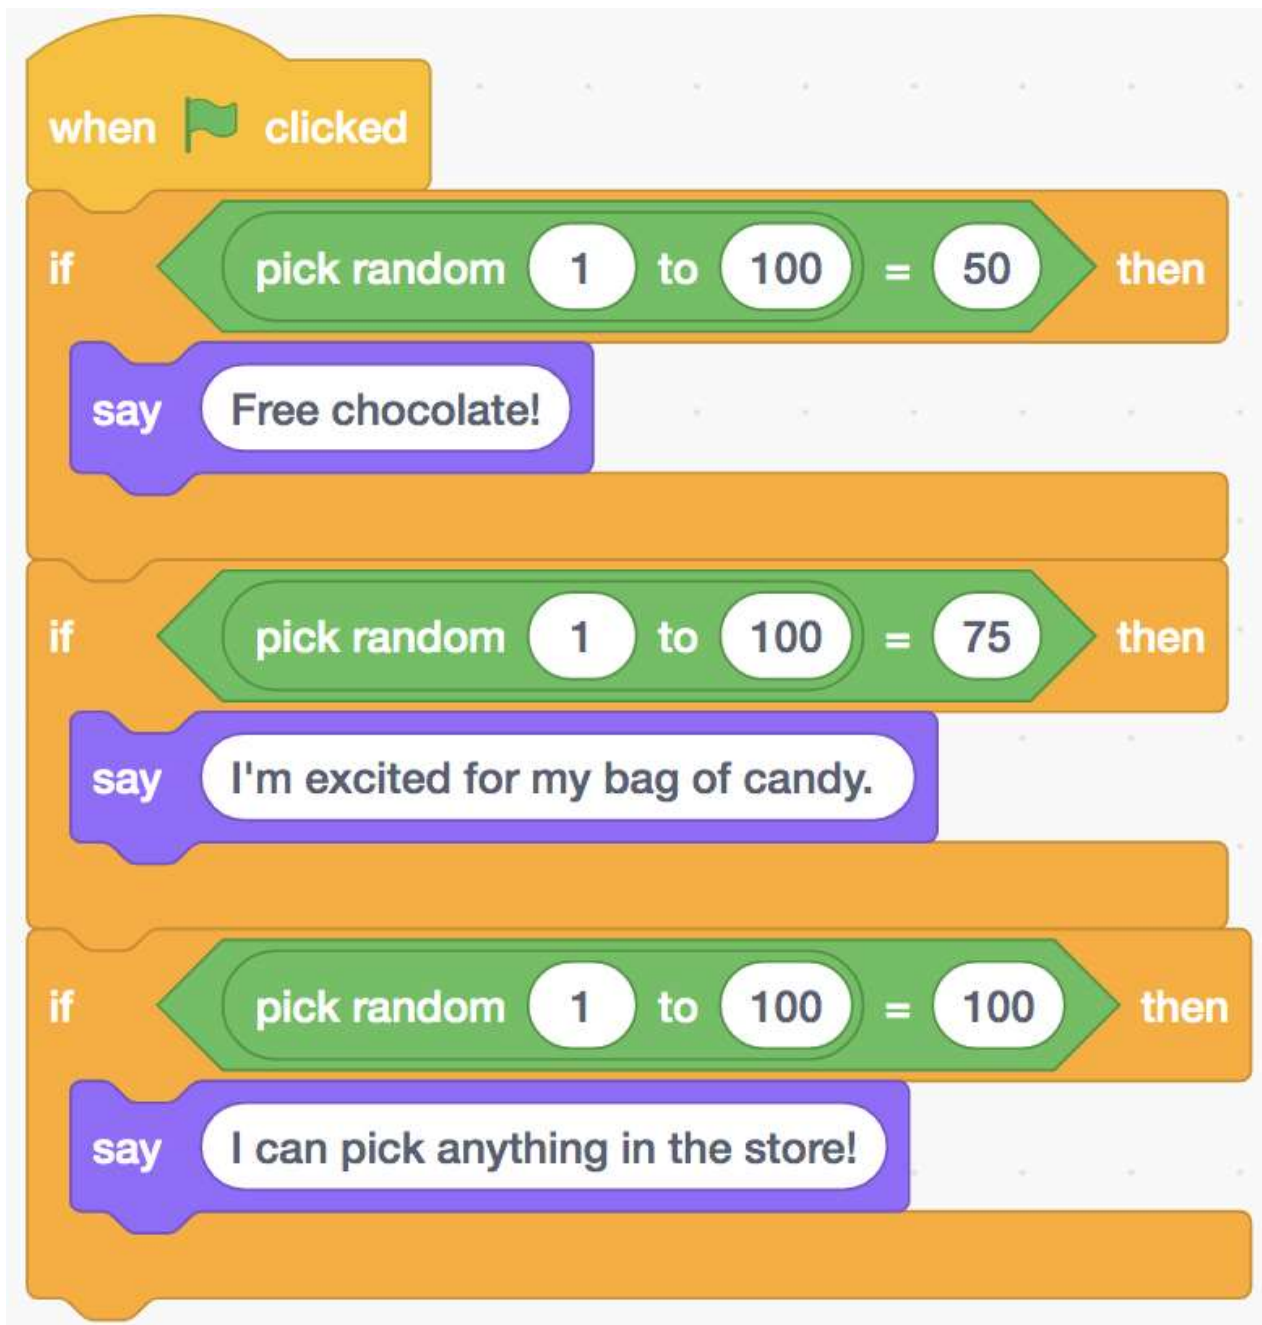 when clicked
if pick random 1 to 100 = 50 then
say Free chocolate!
if pick random 1 to 100 = 75 then
say I'm excited for my bag of candy.
if pick random 1 to 100 = 100 then
say I can pick anything in the store!